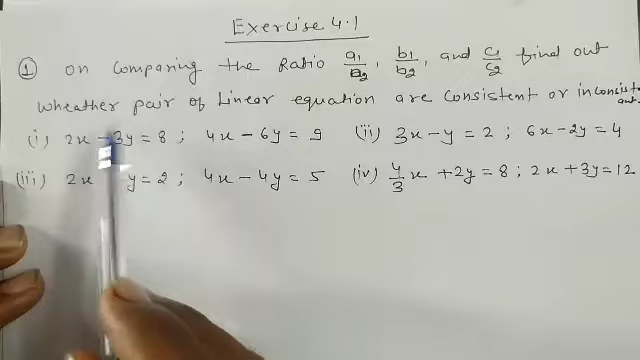 Exercise 4.1
① on comparing the Ratio a1/a2, b1/b2, and c1/c2 find out
wheather pair of Linear equation are consistent or inconsistent
(i) 2x - 3y = 8 ; 4x - 6y = 9 (ii) 3x - y = 2 ; 6x - 2y = 4
(iii) 2x y = 2 ; 4x - 4y = 5 (iv) 4/3 x + 2y = 8 ; 2x + 3y = 12